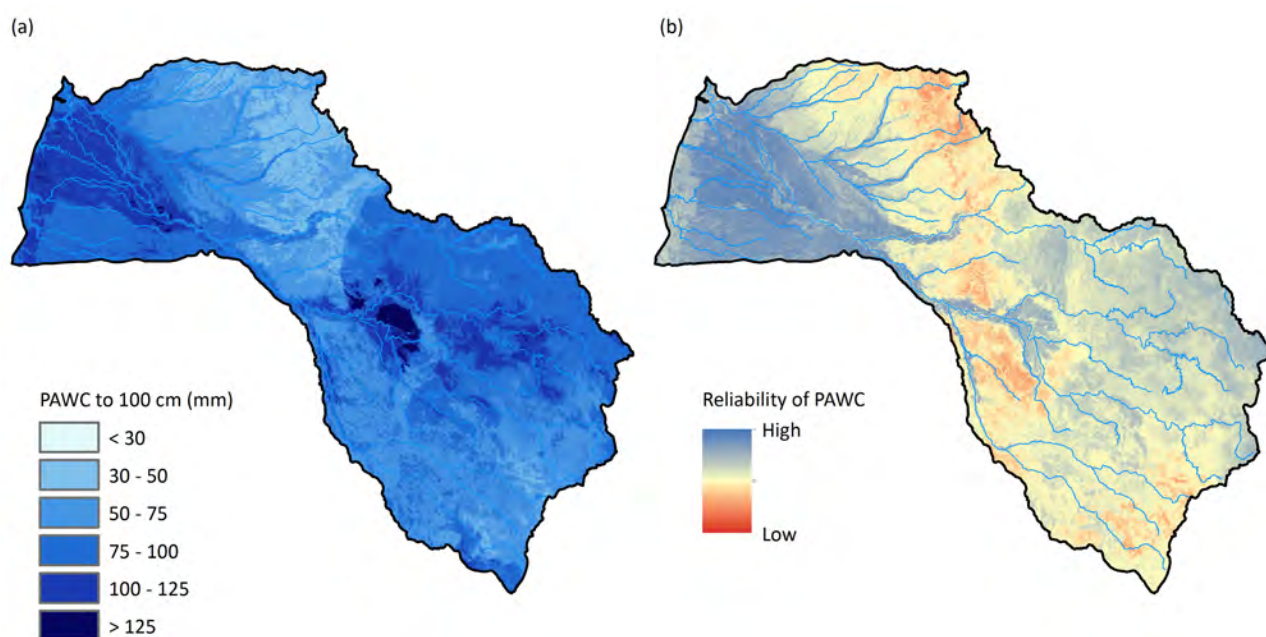 (a)
(b)
PAWC to 100 cm (mm)
< 30
30 - 50
50 - 75
75 - 100
100 - 125
> 125
Reliability of PAWC
High
Low